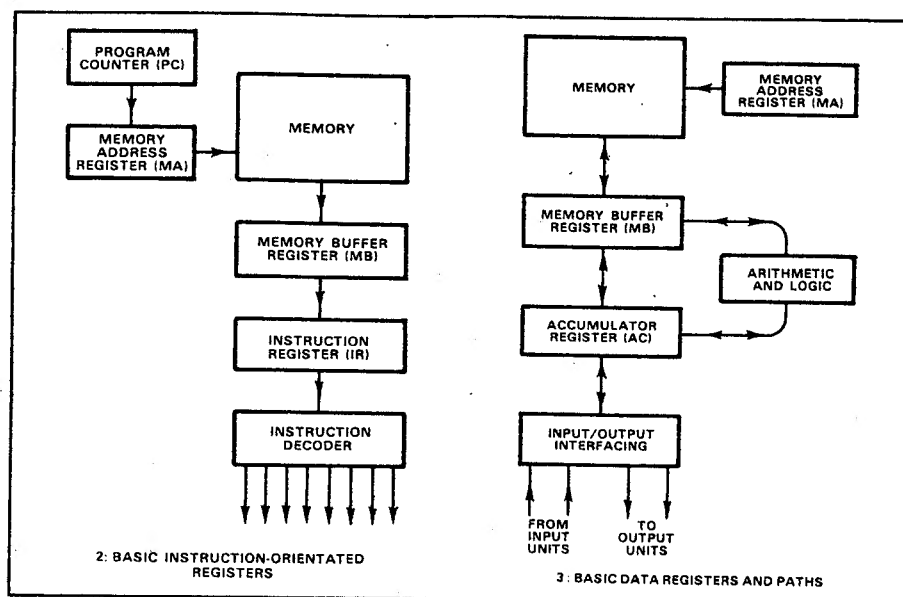 PROGRAM
COUNTER (PC)
MEMORY
ADDRESS
REGISTER (MA)
MEMORY
MEMORY BUFFER
REGISTER (MB)
INSTRUCTION
REGISTER (IR)
INSTRUCTION
DECODER
2: BASIC INSTRUCTION-ORIENTATED
REGISTERS
MEMORY
MEMORY
ADDRESS
REGISTER (MA)
MEMORY BUFFER
REGISTER (MB)
ARITHMETIC
AND LOGIC
ACCUMULATOR
REGISTER (AC)
INPUT/OUTPUT
INTERFACING
FROM
INPUT
UNITS
TO
OUTPUT
UNITS
3: BASIC DATA REGISTERS AND PATHS